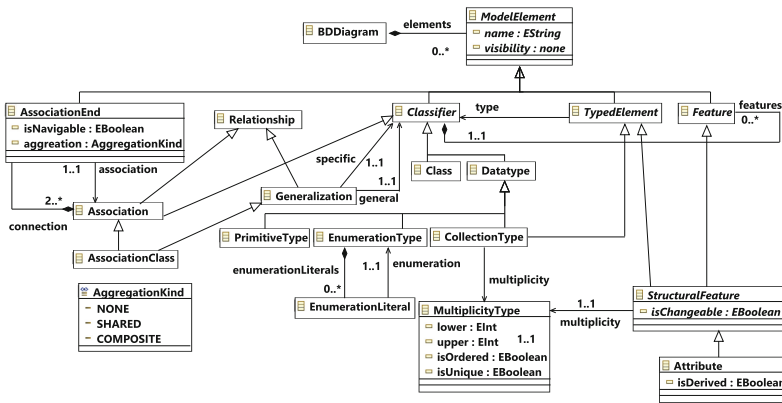 ModelElement
name : EString
visibility : none
BDDiagram
elements
0..*
AssociationEnd
isNavigable : EBoolean
aggreation : AggregationKind
Relationship
Classifier
type
1..1
TypedElement
Feature
features
0..*
1..1
association
specific
1..1
1..1
general
Class
Datatype
2..*
connection
Association
Generalization
AssociationClass
PrimitiveType
EnumerationType
CollectionType
enumerationLiterals
0..*
1..1
enumeration
multiplicity
EnumerationLiteral
AggregationKind
NONE
SHARED
COMPOSITE
MultiplicityType
lower : EInt
upper : EInt
isOrdered : EBoolean
isUnique : EBoolean
1..1
1..1
multiplicity
StructuralFeature
isChangeable : EBoolean
Attribute
isDerived : EBoolean